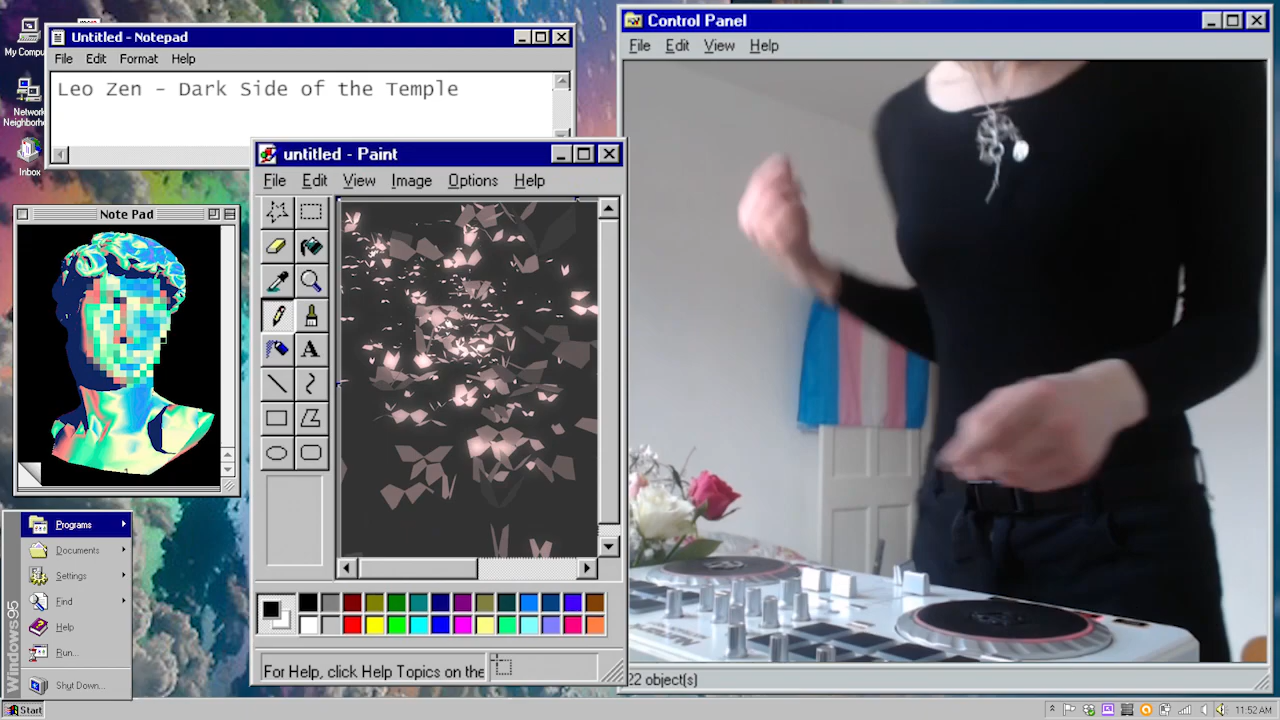 My Compu
Network
Neighborho
Inbox
Untitled - Notepad
File Edit Format Help
Leo Zen - Dark Side of the Temple
Note Pad
untitled - Paint
File Edit View Image Options Help
A
For Help, click Help Topics on the
Control Panel
File Edit View Help
22 object(s)
Windows95
Programs
Documents
Settings
Find
Help
Run...
Shut Down...
Start
11:52 AM